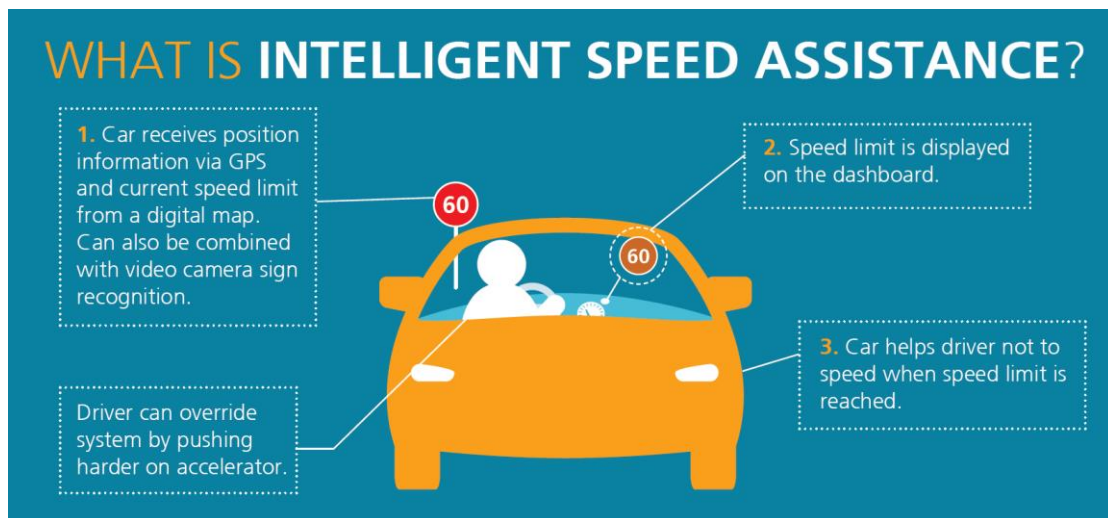 WHAT IS INTELLIGENT SPEED ASSISTANCE?
1. Car receives position
information via GPS
and current speed limit
from a digital map.
Can also be combined
with video camera sign
recognition.
60
2. Speed limit is displayed
on the dashboard.
60
3. Car helps driver not to
speed when speed limit is
reached.
Driver can override
system by pushing
harder on accelerator.